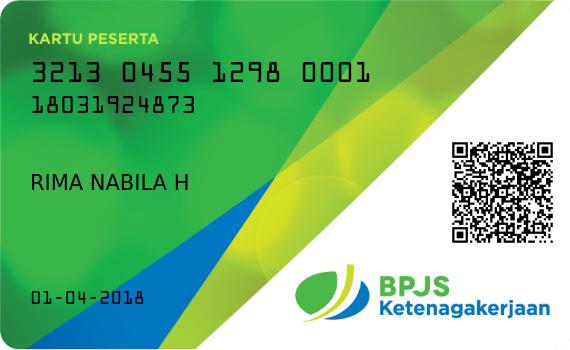 KARTU PESERTA
3213 0455 1298 0001
18031924873
RIMA NABILA H
01-04-2018
BPJS
Ketenagakerjaan